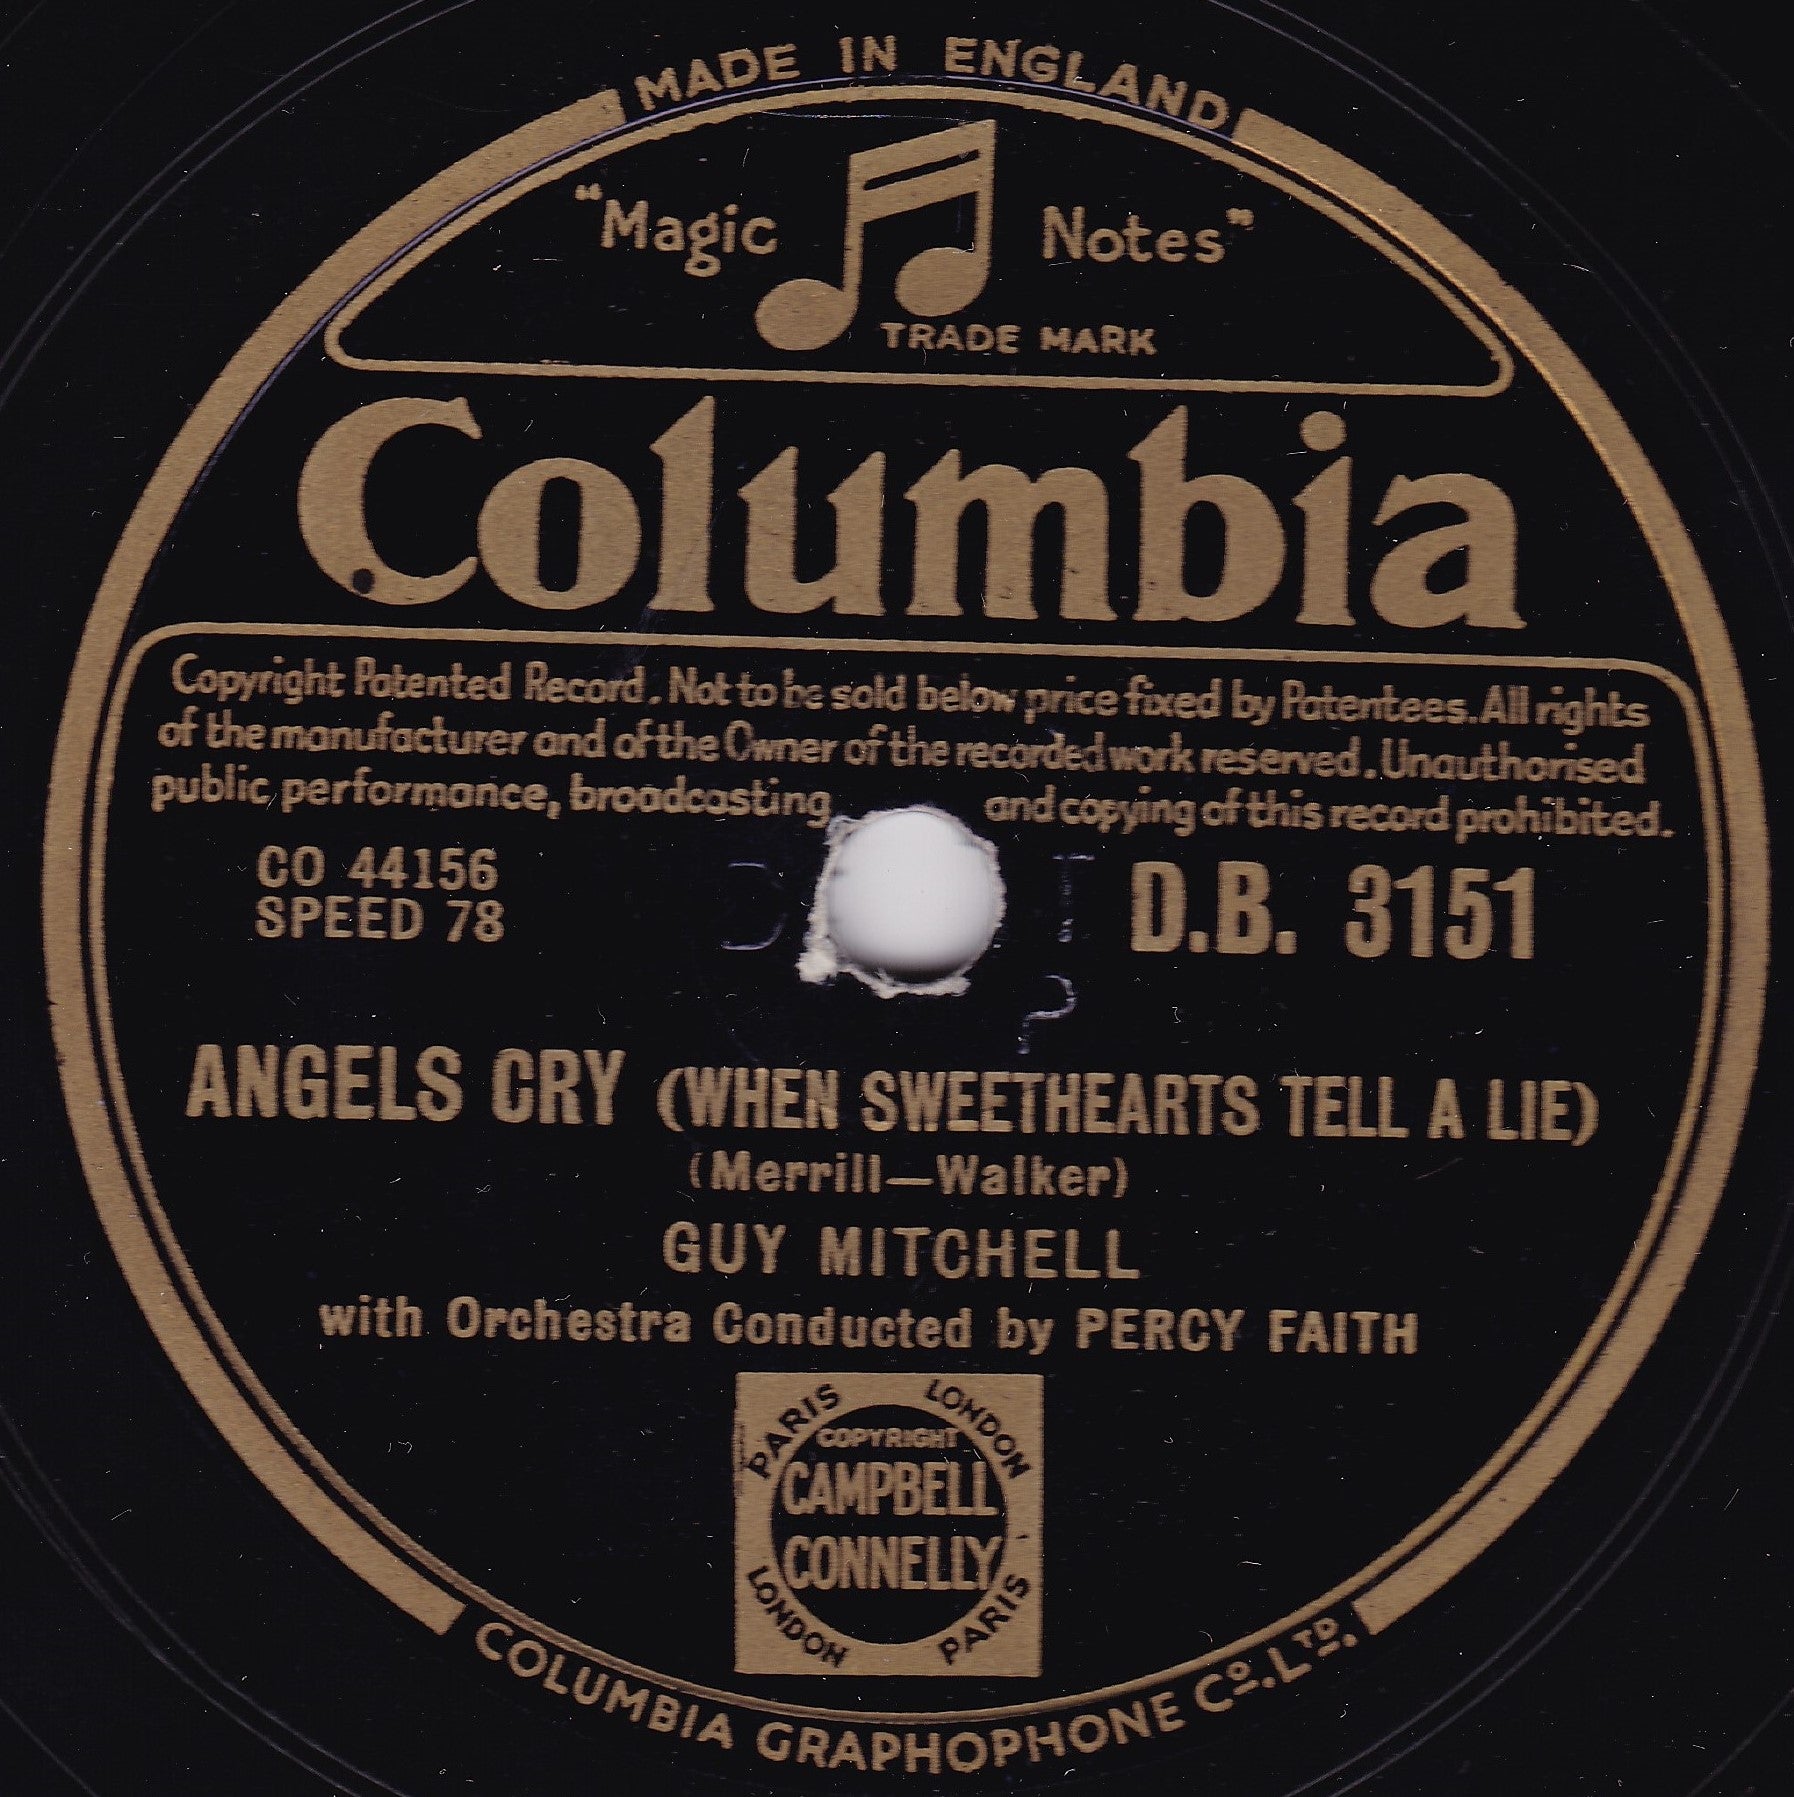 MADE IN ENGLAND
"Magic Notes"
TRADE MARK
Columbia
Copyright Patented Record. Not to be sold below price fixed by Patentees. All rights
of the manufacturer and of the Owner of the recorded work reserved. Unauthorised
public performance, broadcasting and copying of this record prohibited.
CO 44156
SPEED 78
D.B. 3151
ANGELS CRY (WHEN SWEETHEARTS TELL A LIE)
(Merrill—Walker)
GUY MITCHELL
with Orchestra Conducted by PERCY FAITH
PARIS LONDON
COPYRIGHT
CAMPBELL
CONNELLY
LONDON PARIS
COLUMBIA GRAPHOPHONE CO. LTD.